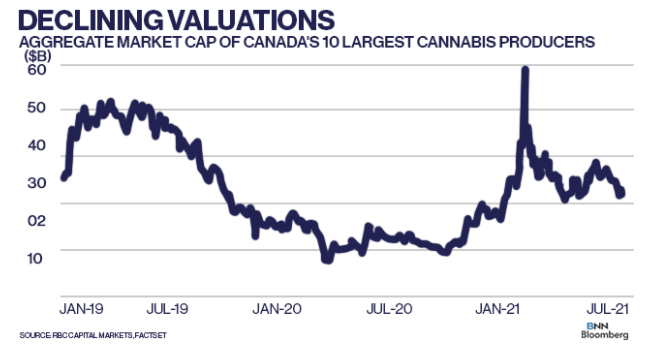 DECLINING VALUATIONS
AGGREGATE MARKET CAP OF CANADA'S 10 LARGEST CANNABIS PRODUCERS
($B)
60
50
40
30
02
10
JAN-19 JUL-19 JAN-20 JUL-20 JAN-21 JUL-21
SOURCE: RBC CAPITAL MARKETS, FACTSET
BNN
Bloomberg